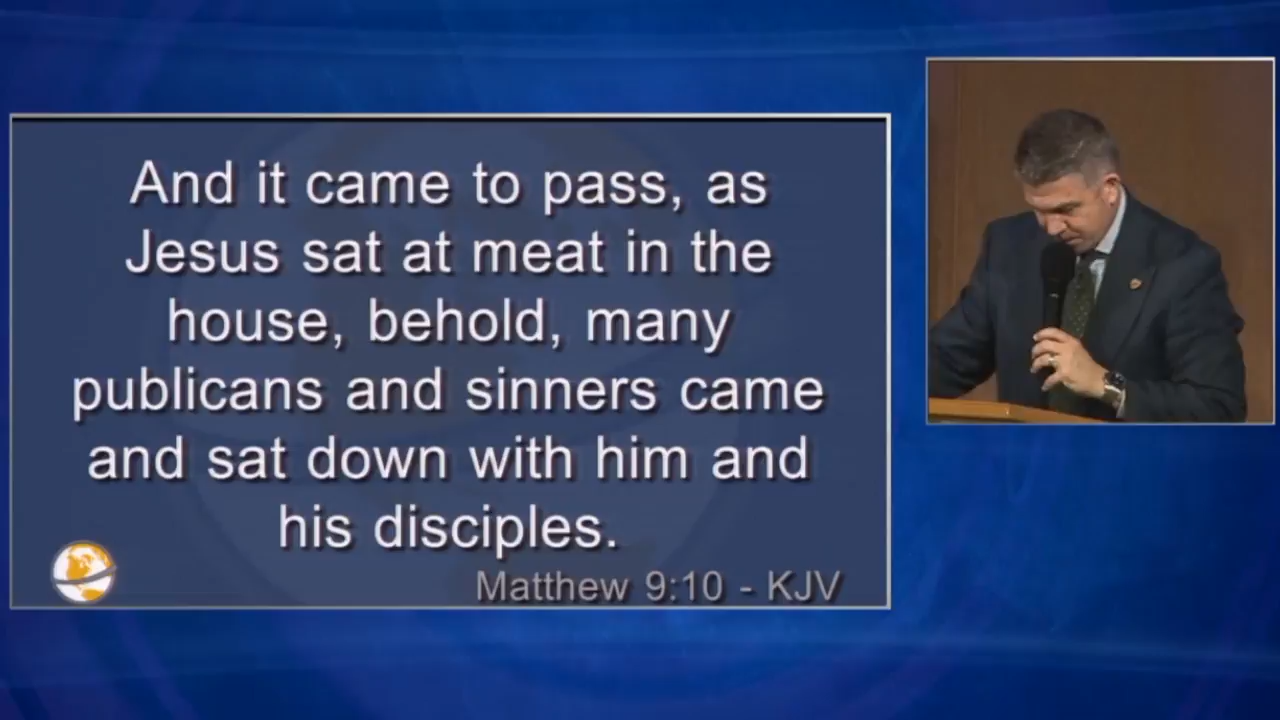 And it came to pass, as
Jesus sat at meat in the
house, behold, many
publicans and sinners came
and sat down with him and
his disciples.
Matthew 9:10 - KJV